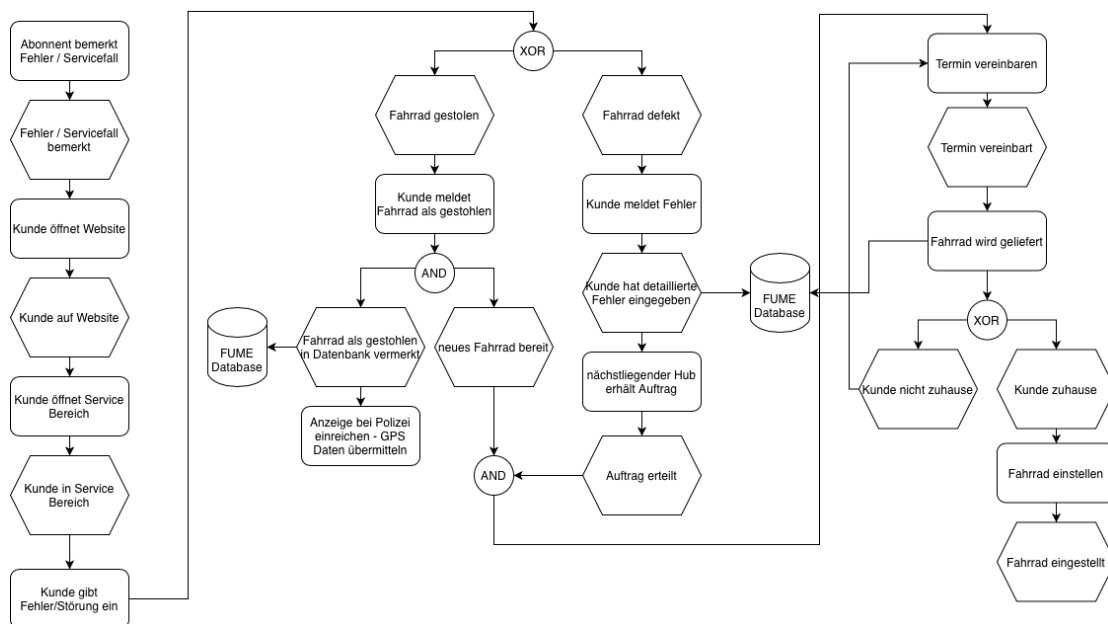 Abonnent bemerkt
Fehler / Servicefall
Fehler / Servicefall
bemerkt
Kunde öffnet Website
Kunde auf Website
Kunde öffnet Service
Bereich
Kunde in Service
Bereich
Kunde gibt
Fehler/Störung ein
XOR
Fahrrad gestolen
Fahrrad defekt
Kunde meldet
Fahrrad als gestohlen
Kunde meldet Fehler
AND
Kunde hat detaillierte
Fehler eingegeben
FUME
Database
FUME
Database
Fahrrad als gestohlen
in Datenbank vermerkt
neues Fahrrad bereit
nächstliegender Hub
erhält Auftrag
Anzeige bei Polizei
einreichen - GPS
Daten übermitteln
AND
Auftrag erteilt
Termin vereinbaren
Termin vereinbart
Fahrrad wird geliefert
XOR
Kunde nicht zuhause
Kunde zuhause
Fahrrad einstellen
Fahrrad eingestellt